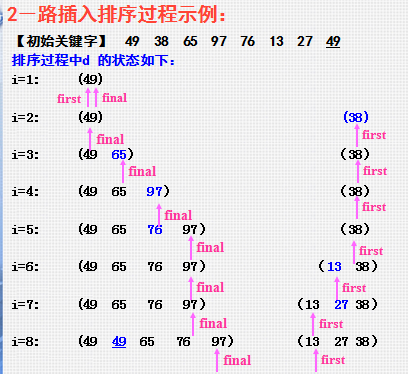 2－路插入排序过程示例：
【初始关键字】 49 38 65 97 76 13 27 49
排序过程中d 的状态如下：
i=1: (49)
first final
i=2: (49) (38)
final first
i=3: (49 65) (38)
final first
i=4: (49 65 97) (38)
final first
i=5: (49 65 76 97) (38)
final first
i=6: (49 65 76 97) (13 38)
final first
i=7: (49 65 76 97) (13 27 38)
final first
i=8: (49 49 65 76 97) (13 27 38)
final first